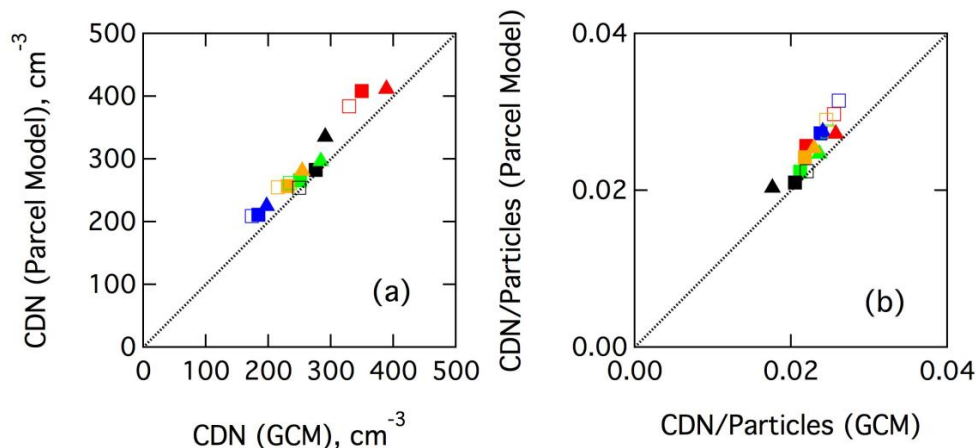 CDN (Parcel Model), cm-3
500
400
300
200
100
0
(a)
0 100 200 300 400 500
CDN (GCM), cm-3
CDN/Particles (Parcel Model)
0.04
0.02
0.00
(b)
0.00 0.02 0.04
CDN/Particles (GCM)